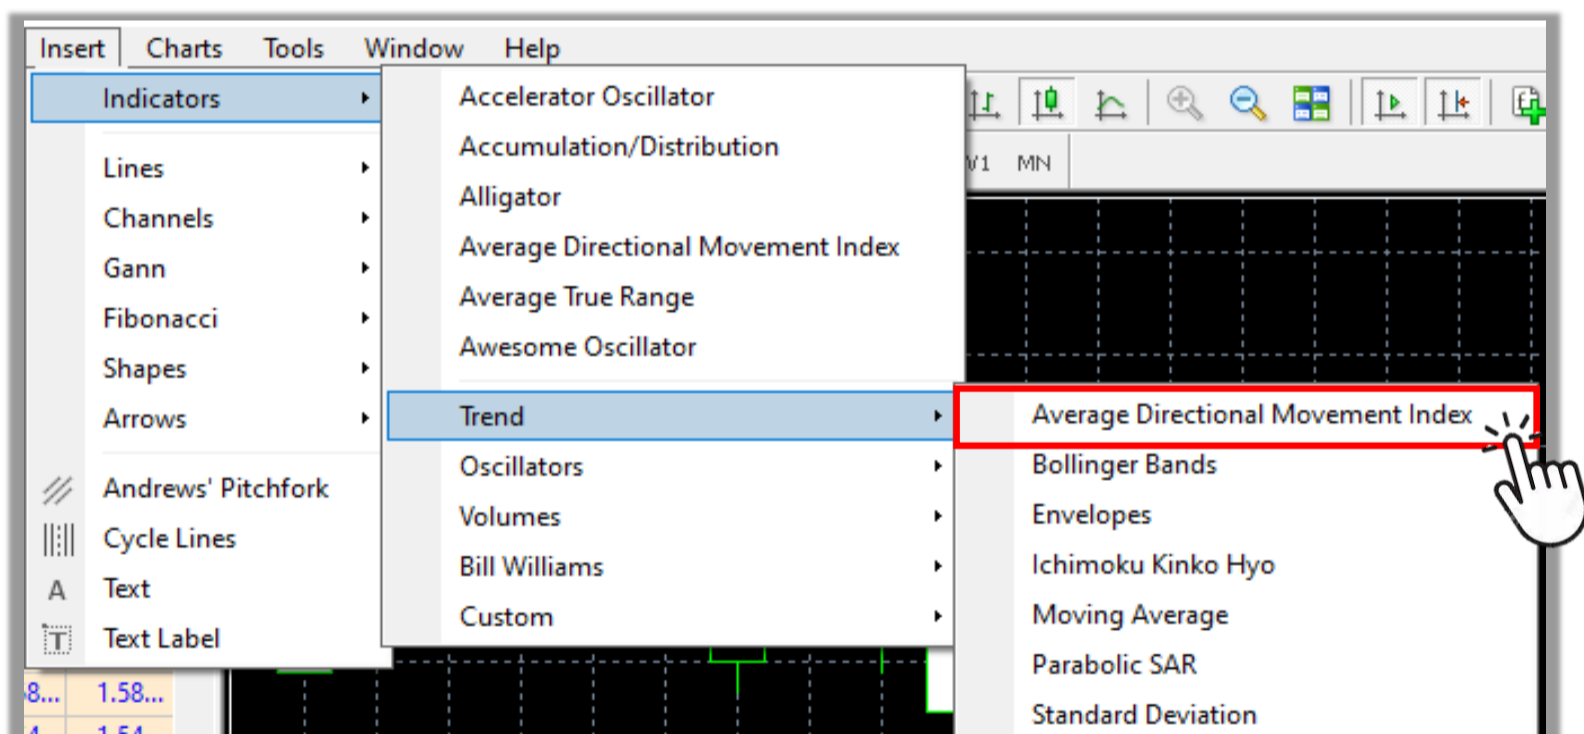 Insert Charts Tools Window Help
Indicators
Lines
Channels
Gann
Fibonacci
Shapes
Arrows
Andrews' Pitchfork
Cycle Lines
A Text
T Text Label
Accelerator Oscillator
Accumulation/Distribution
Alligator
Average Directional Movement Index
Average True Range
Awesome Oscillator
Trend
Oscillators
Volumes
Bill Williams
Custom
Average Directional Movement Index
Bollinger Bands
Envelopes
Ichimoku Kinko Hyo
Moving Average
Parabolic SAR
Standard Deviation
MN
8... 1.58...
1.54